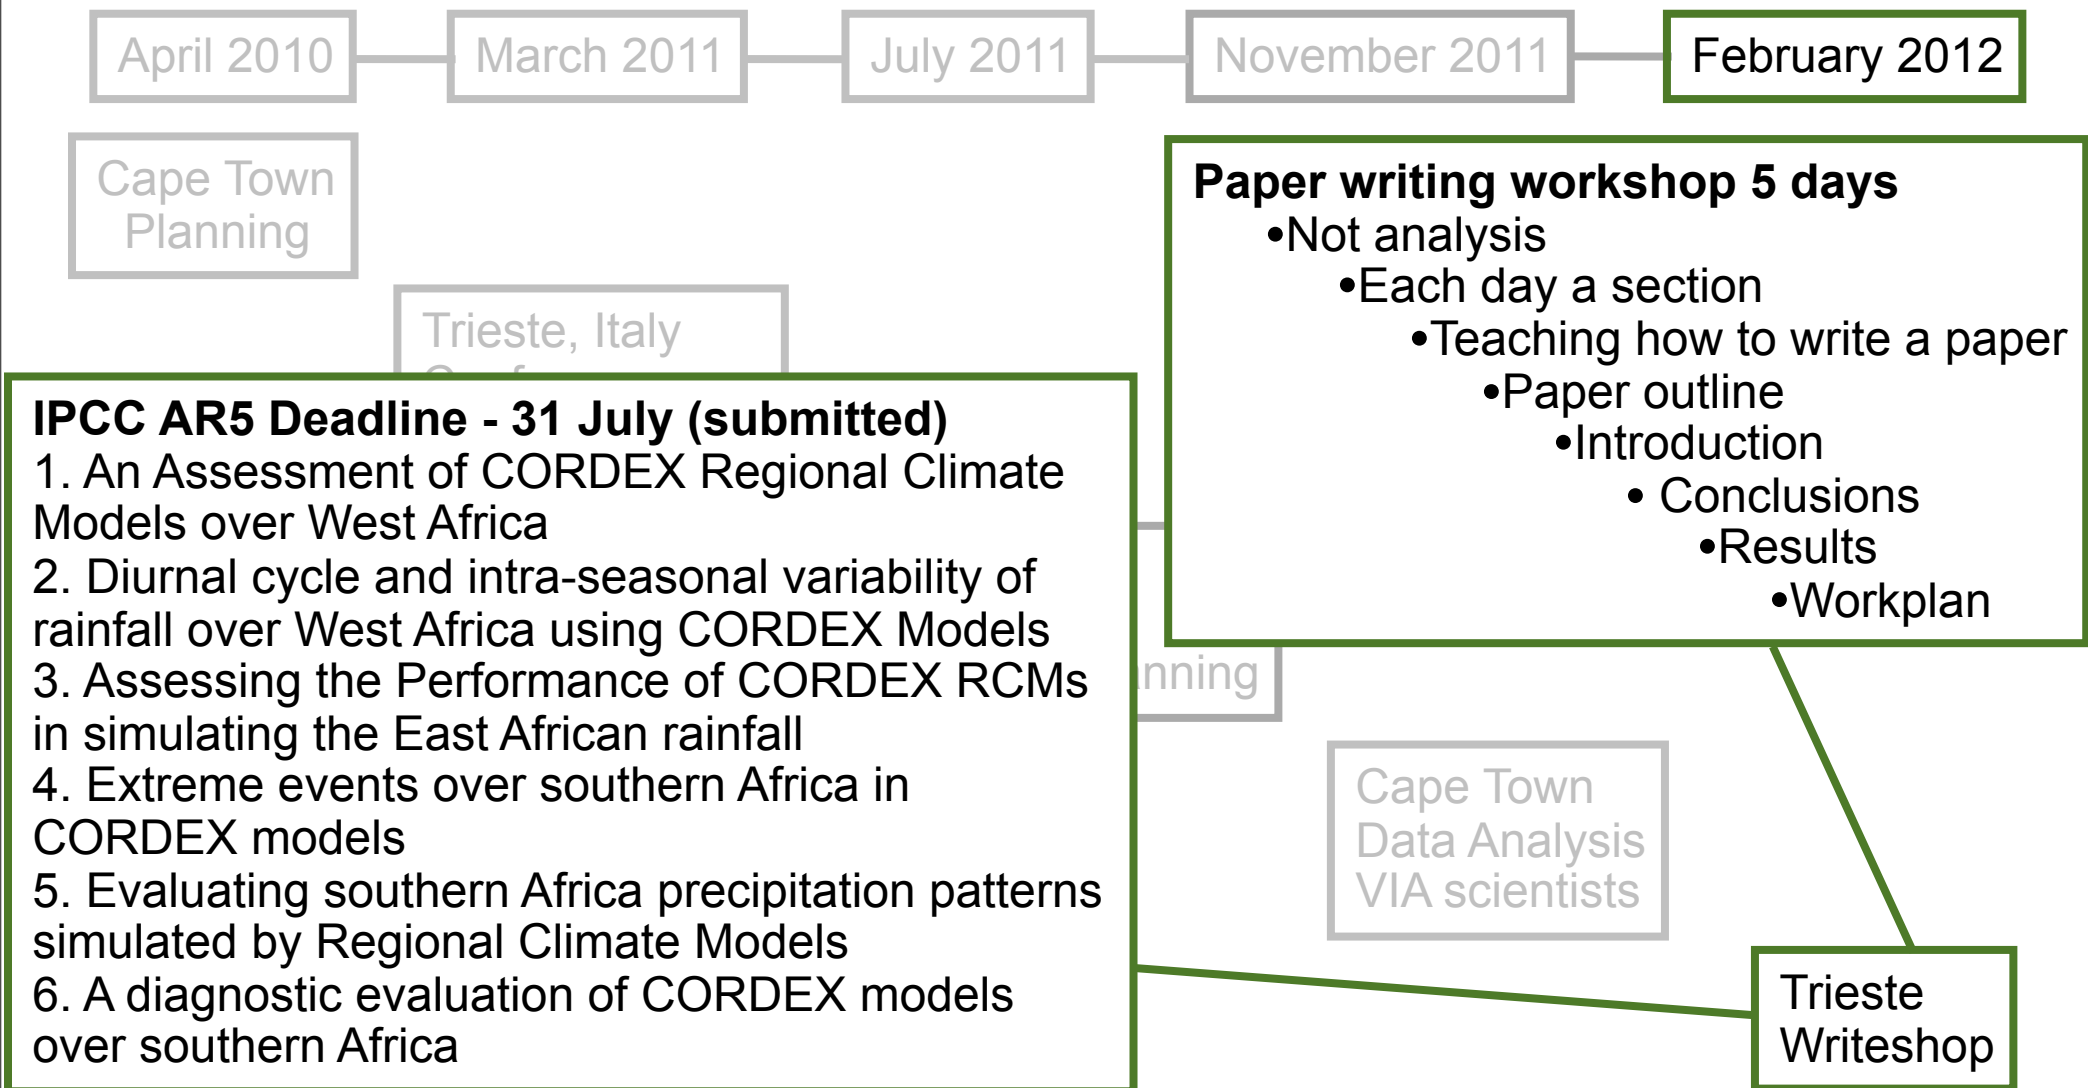 April 2010
March 2011
July 2011
November 2011
February 2012
Cape Town
Planning
Trieste, Italy
Paper writing workshop 5 days
•Not analysis
•Each day a section
•Teaching how to write a paper
•Paper outline
•Introduction
• Conclusions
•Results
•Workplan
IPCC AR5 Deadline - 31 July (submitted)
1. An Assessment of CORDEX Regional Climate
Models over West Africa
2. Diurnal cycle and intra-seasonal variability of
rainfall over West Africa using CORDEX Models
3. Assessing the Performance of CORDEX RCMs
in simulating the East African rainfall
4. Extreme events over southern Africa in
CORDEX models
5. Evaluating southern Africa precipitation patterns
simulated by Regional Climate Models
6. A diagnostic evaluation of CORDEX models
over southern Africa
Cape Town
Data Analysis
VIA scientists
Trieste
Writeshop